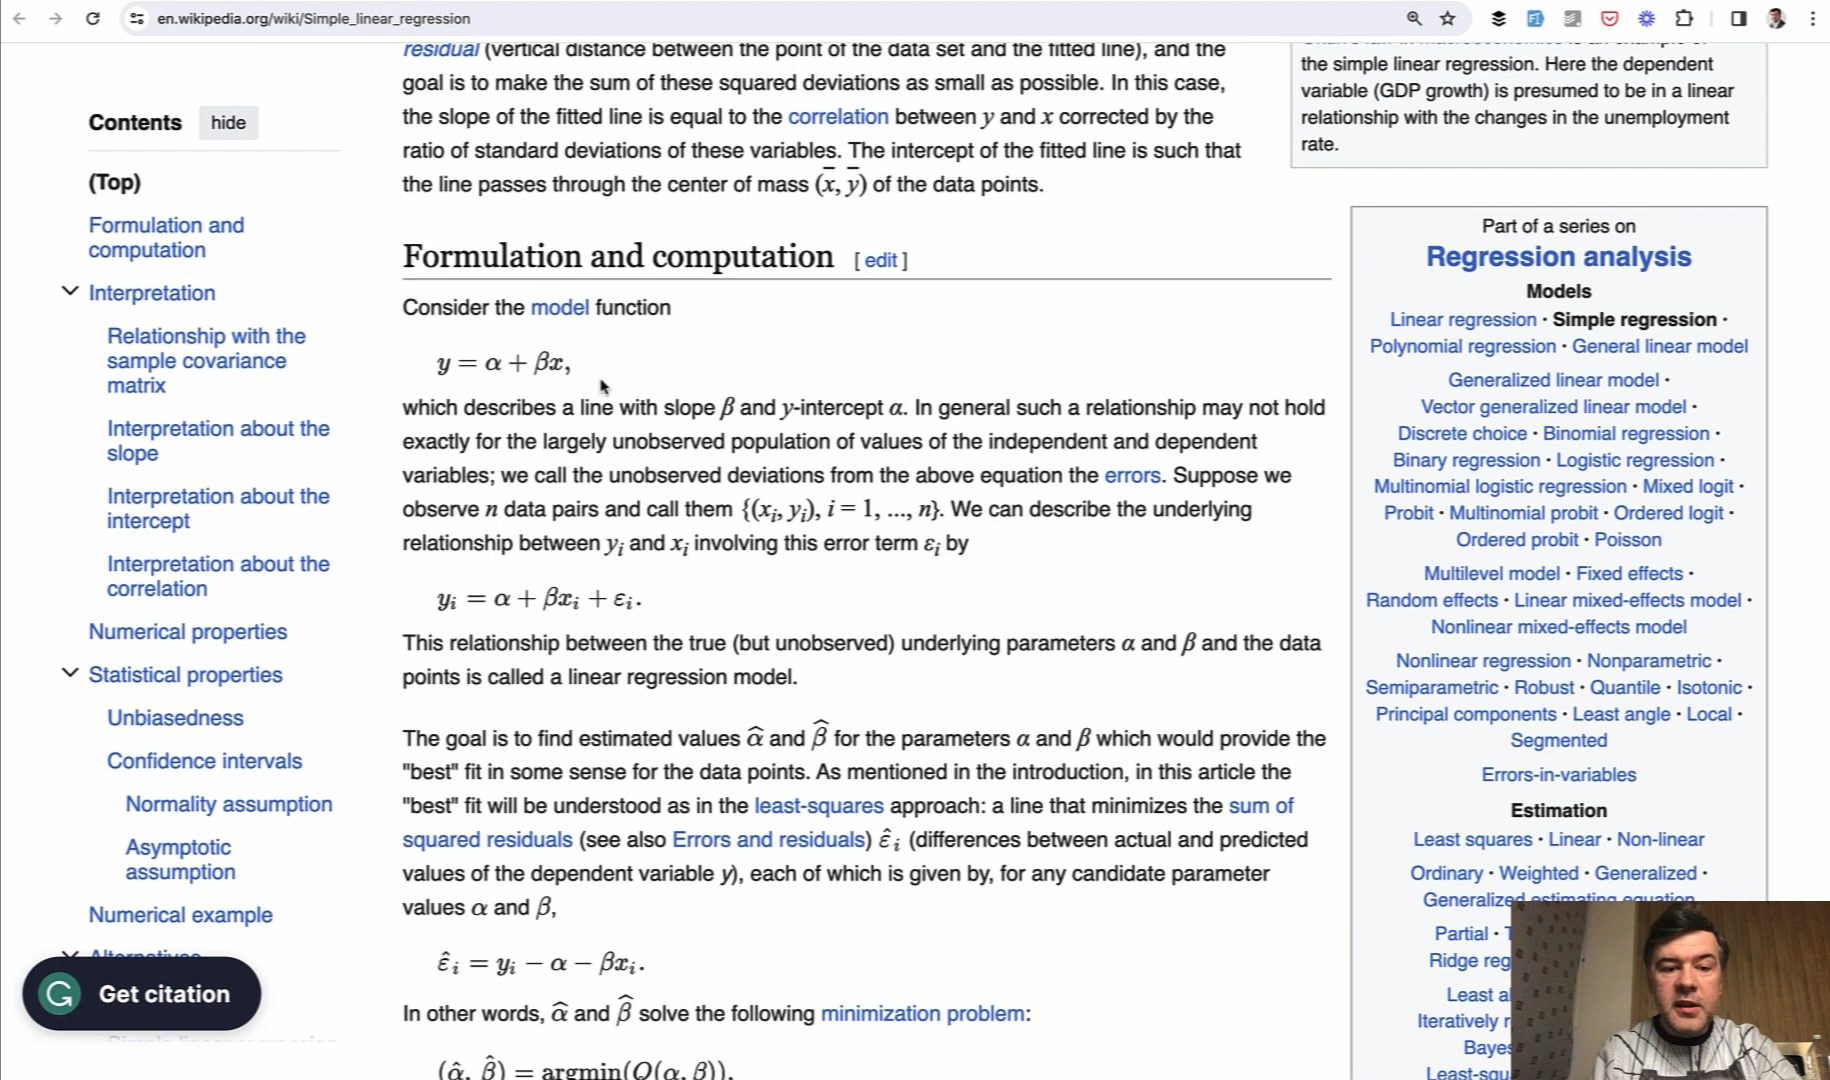 en.wikipedia.org/wiki/Simple_linear_regression
residual (vertical distance between the point of the data set and the fitted line), and the
goal is to make the sum of these squared deviations as small as possible. In this case,
the slope of the fitted line is equal to the correlation between y and x corrected by the
ratio of standard deviations of these variables. The intercept of the fitted line is such that
the line passes through the center of mass (x̄, ȳ) of the data points.
the simple linear regression. Here the dependent
variable (GDP growth) is presumed to be in a linear
relationship with the changes in the unemployment
rate.
Contents hide
(Top)
Formulation and
computation
Interpretation
Relationship with the
sample covariance
matrix
Interpretation about the
slope
Interpretation about the
intercept
Interpretation about the
correlation
Numerical properties
Statistical properties
Unbiasedness
Confidence intervals
Normality assumption
Asymptotic
assumption
Numerical example
Alternatives
Get citation
Formulation and computation [ edit ]
Consider the model function
y = α + βx,
which describes a line with slope β and y-intercept α. In general such a relationship may not hold
exactly for the largely unobserved population of values of the independent and dependent
variables; we call the unobserved deviations from the above equation the errors. Suppose we
observe n data pairs and call them {(xᵢ, yᵢ), i = 1, ..., n}. We can describe the underlying
relationship between yᵢ and xᵢ involving this error term εᵢ by
yᵢ = α + βxᵢ + εᵢ.
This relationship between the true (but unobserved) underlying parameters α and β and the data
points is called a linear regression model.
The goal is to find estimated values α̂ and β̂ for the parameters α and β which would provide the
"best" fit in some sense for the data points. As mentioned in the introduction, in this article the
"best" fit will be understood as in the least-squares approach: a line that minimizes the sum of
squared residuals (see also Errors and residuals) ε̂ᵢ (differences between actual and predicted
values of the dependent variable y), each of which is given by, for any candidate parameter
values α and β,
ε̂ᵢ = yᵢ − α − βxᵢ.
In other words, α̂ and β̂ solve the following minimization problem:
(α̂, β̂) = argmin(Q(α, β)),
Part of a series on
Regression analysis
Models
Linear regression · Simple regression ·
Polynomial regression · General linear model
Generalized linear model ·
Vector generalized linear model ·
Discrete choice · Binomial regression ·
Binary regression · Logistic regression ·
Multinomial logistic regression · Mixed logit ·
Probit · Multinomial probit · Ordered logit ·
Ordered probit · Poisson
Multilevel model · Fixed effects ·
Random effects · Linear mixed-effects model ·
Nonlinear mixed-effects model
Nonlinear regression · Nonparametric ·
Semiparametric · Robust · Quantile · Isotonic ·
Principal components · Least angle · Local ·
Segmented
Errors-in-variables
Estimation
Least squares · Linear · Non-linear
Ordinary · Weighted · Generalized ·
Generalized estimating equation
Partial ·
Ridge reg
Least a
Iteratively r
Bayes
Least-squ